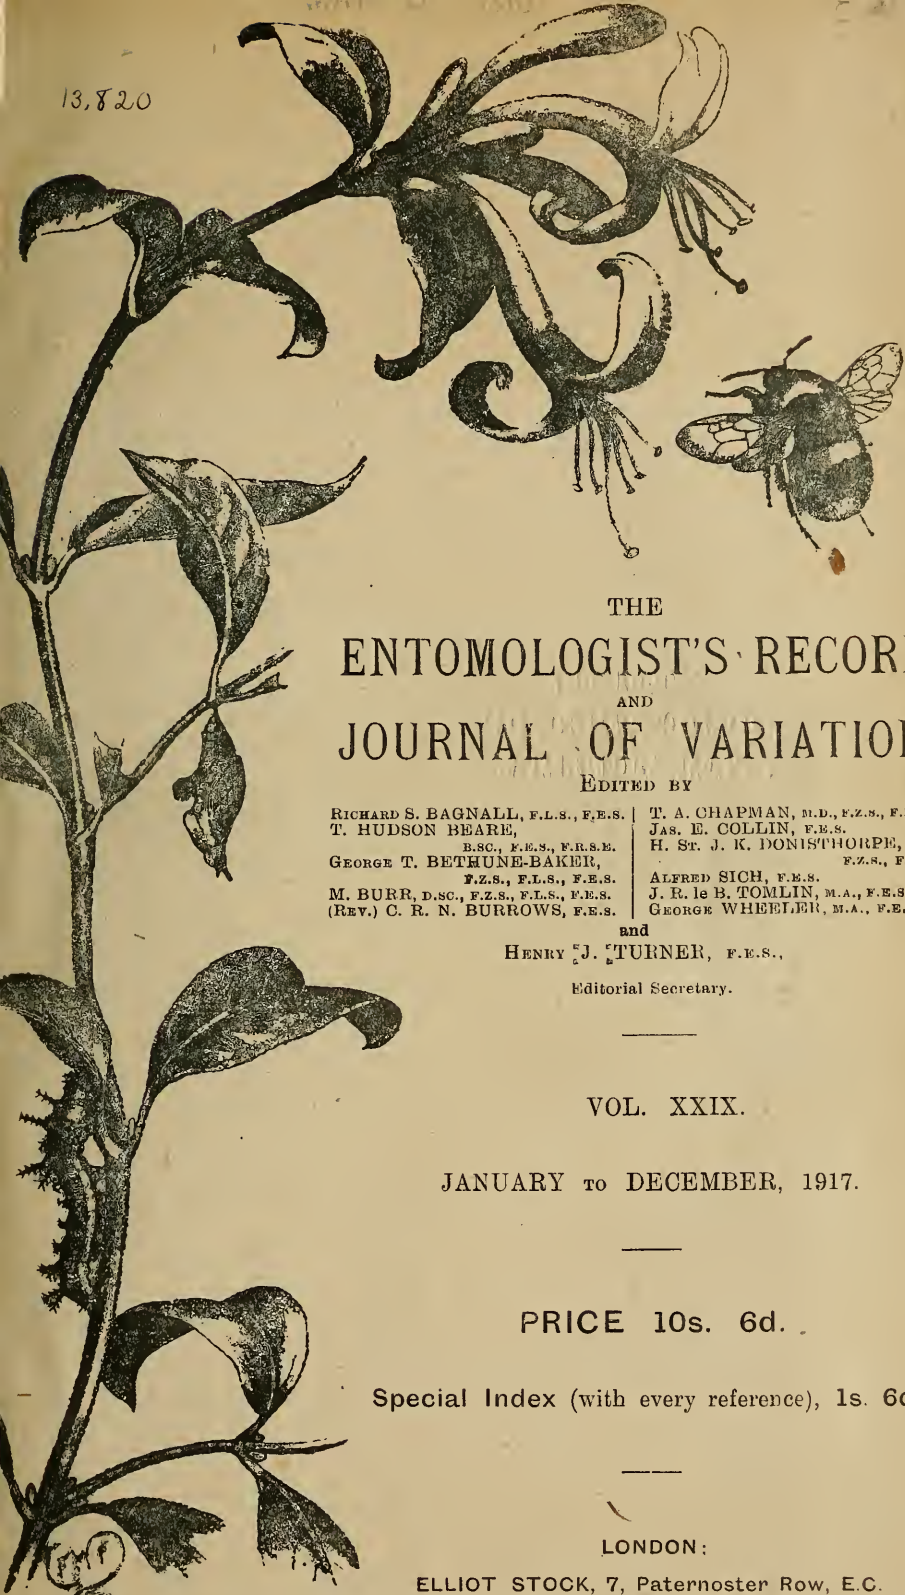 13,820
THE
ENTOMOLOGIST'S RECOR
AND
JOURNAL OF VARIATIO
EDITED BY
RICHARD S. BAGNALL, F.L.S., F.E.S.
T. HUDSON BEARE,
B.SC., F.E.S., F.R.S.E.
GEORGE T. BETHUNE-BAKER,
F.Z.S., F.L.S., F.E.S.
M. BURR, D.SC., F.Z.S., F.L.S., F.E.S.
(REV.) C. R. N. BURROWS, F.E.S.
T. A. CHAPMAN, M.D., F.Z.S., F.
JAS. E. COLLIN, F.E.S.
H. ST. J. K. DONISTHORPE,
F.Z.S., F
ALFRED SICH, F.E.S.
J. R. le B. TOMLIN, M.A., F.E.S
GEORGE WHEELER, M.A., F.E.
and
HENRY J. TURNER, F.E.S.,
Editorial Secretary.
VOL. XXIX.
JANUARY TO DECEMBER, 1917.
PRICE 10s. 6d.
Special Index (with every reference), 1s. 6d
LONDON:
ELLIOT STOCK, 7, Paternoster Row, E.C.